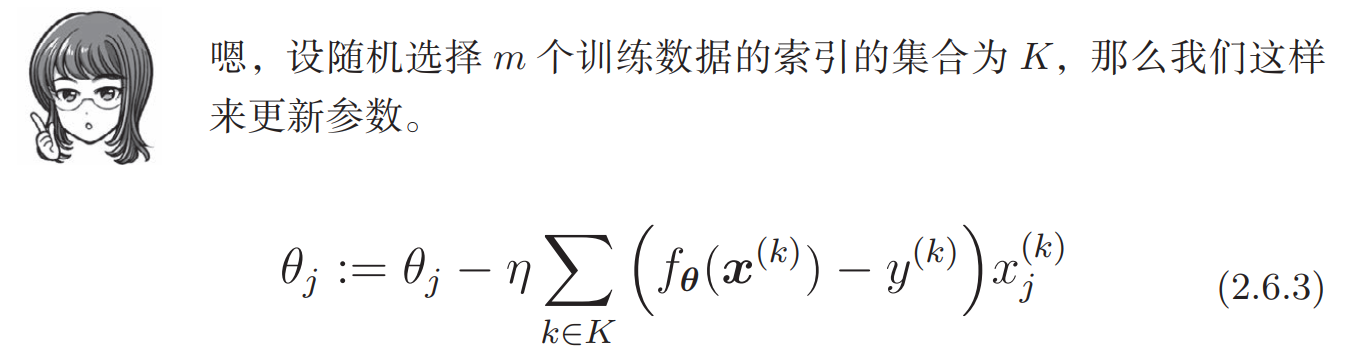 嗯，设随机选择 m 个训练数据的索引的集合为 K，那么我们这样
来更新参数。
θ_j := θ_j − η ∑_{k∈K} (f_θ(x^{(k)}) − y^{(k)}) x_j^{(k)} (2.6.3)